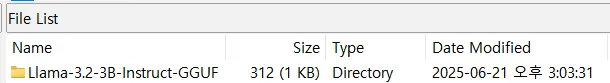 File List
Name Size Type Date Modified
Llama-3.2-3B-Instruct-GGUF 312 (1 KB) Directory 2025-06-21 오후 3:03:31